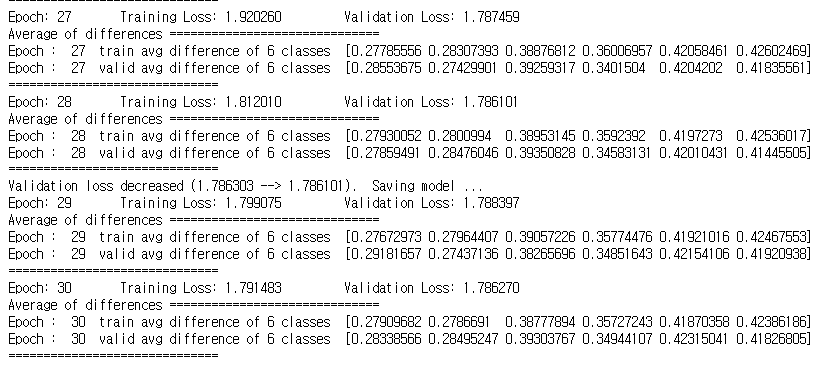 ==============================
Epoch: 27 Training Loss: 1.920260 Validation Loss: 1.787459
Average of differences ==============================
Epoch : 27 train avg difference of 6 classes [0.27785556 0.28307393 0.38876812 0.36006957 0.42058461 0.42602469]
Epoch : 27 valid avg difference of 6 classes [0.28553675 0.27429901 0.39259317 0.3401504 0.4204202 0.41835561]
==============================
Epoch: 28 Training Loss: 1.812010 Validation Loss: 1.786101
Average of differences ==============================
Epoch : 28 train avg difference of 6 classes [0.27930052 0.2800994 0.38953145 0.3592392 0.4197273 0.42536017]
Epoch : 28 valid avg difference of 6 classes [0.27859491 0.28476046 0.39350828 0.34583131 0.42010431 0.41445505]
==============================
Validation loss decreased (1.786303 --> 1.786101). Saving model ...
Epoch: 29 Training Loss: 1.799075 Validation Loss: 1.788397
Average of differences ==============================
Epoch : 29 train avg difference of 6 classes [0.27672973 0.27964407 0.39057226 0.35774476 0.41921016 0.42467553]
Epoch : 29 valid avg difference of 6 classes [0.29181657 0.27437136 0.38265696 0.34851643 0.42154106 0.41920938]
==============================
Epoch: 30 Training Loss: 1.791483 Validation Loss: 1.786270
Average of differences ==============================
Epoch : 30 train avg difference of 6 classes [0.27909682 0.2786691 0.38777894 0.35727243 0.41870358 0.42386186]
Epoch : 30 valid avg difference of 6 classes [0.28338566 0.28495247 0.39303767 0.34944107 0.42315041 0.41826805]
==============================